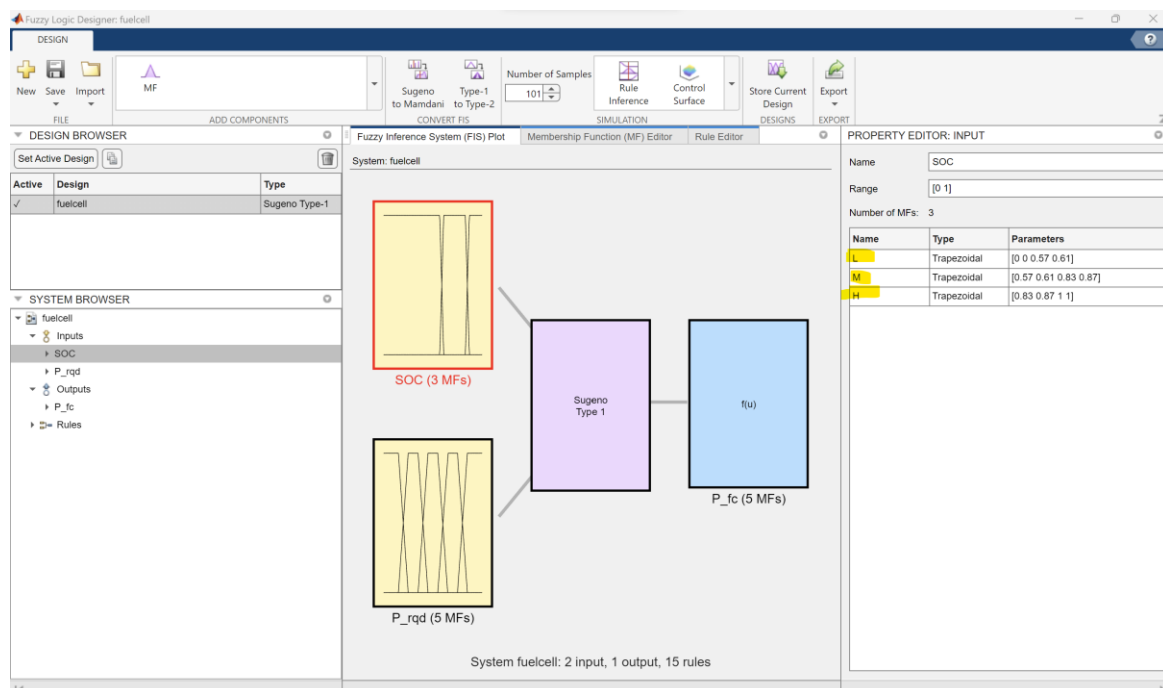 Fuzzy Logic Designer: fuelcell
DESIGN
New Save Import
FILE
MF
ADD COMPONENTS
Sugeno to Mamdani
Type-1 to Type-2
CONVERT FIS
Number of Samples
101
Rule Inference
Control Surface
SIMULATION
Store Current Design
DESIGNS
Export
EXPORT
DESIGN BROWSER
Set Active Design
Active Design Type
✓ fuelcell Sugeno Type-1
SYSTEM BROWSER
fuelcell
Inputs
SOC
P_rqd
Outputs
P_fc
Rules
Fuzzy Inference System (FIS) Plot Membership Function (MF) Editor Rule Editor
System: fuelcell
SOC (3 MFs)
Sugeno
Type 1
f(u)
P_fc (5 MFs)
P_rqd (5 MFs)
System fuelcell: 2 input, 1 output, 15 rules
PROPERTY EDITOR: INPUT
Name SOC
Range [0 1]
Number of MFs: 3
Name Type Parameters
L Trapezoidal [0 0 0.57 0.61]
M Trapezoidal [0.57 0.61 0.83 0.87]
H Trapezoidal [0.83 0.87 1 1]